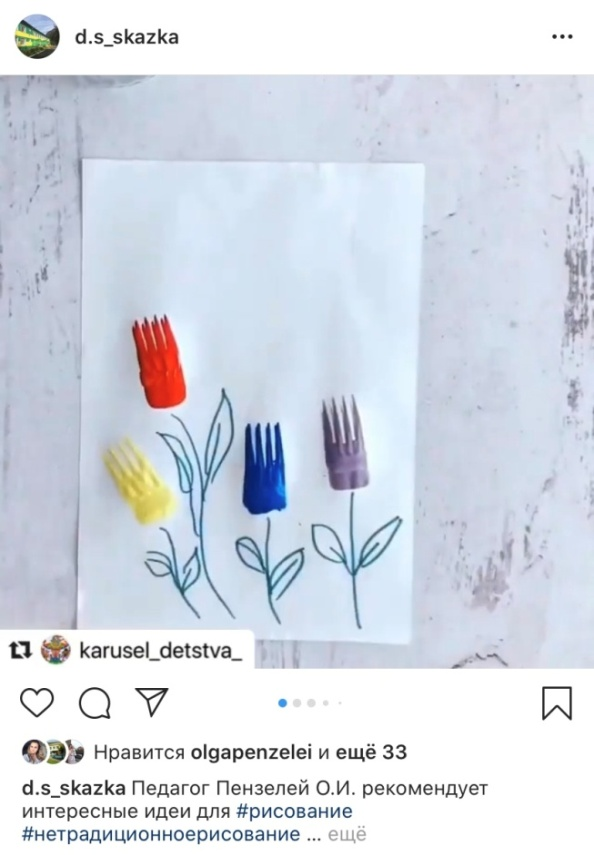 d.s_skazka
karusel_detstva_
Нравится olgapenzelei и ещё 33
d.s_skazka Педагог Пензелей О.И. рекомендует
интересные идеи для #рисование
#нетрадиционноерисование ... ещё